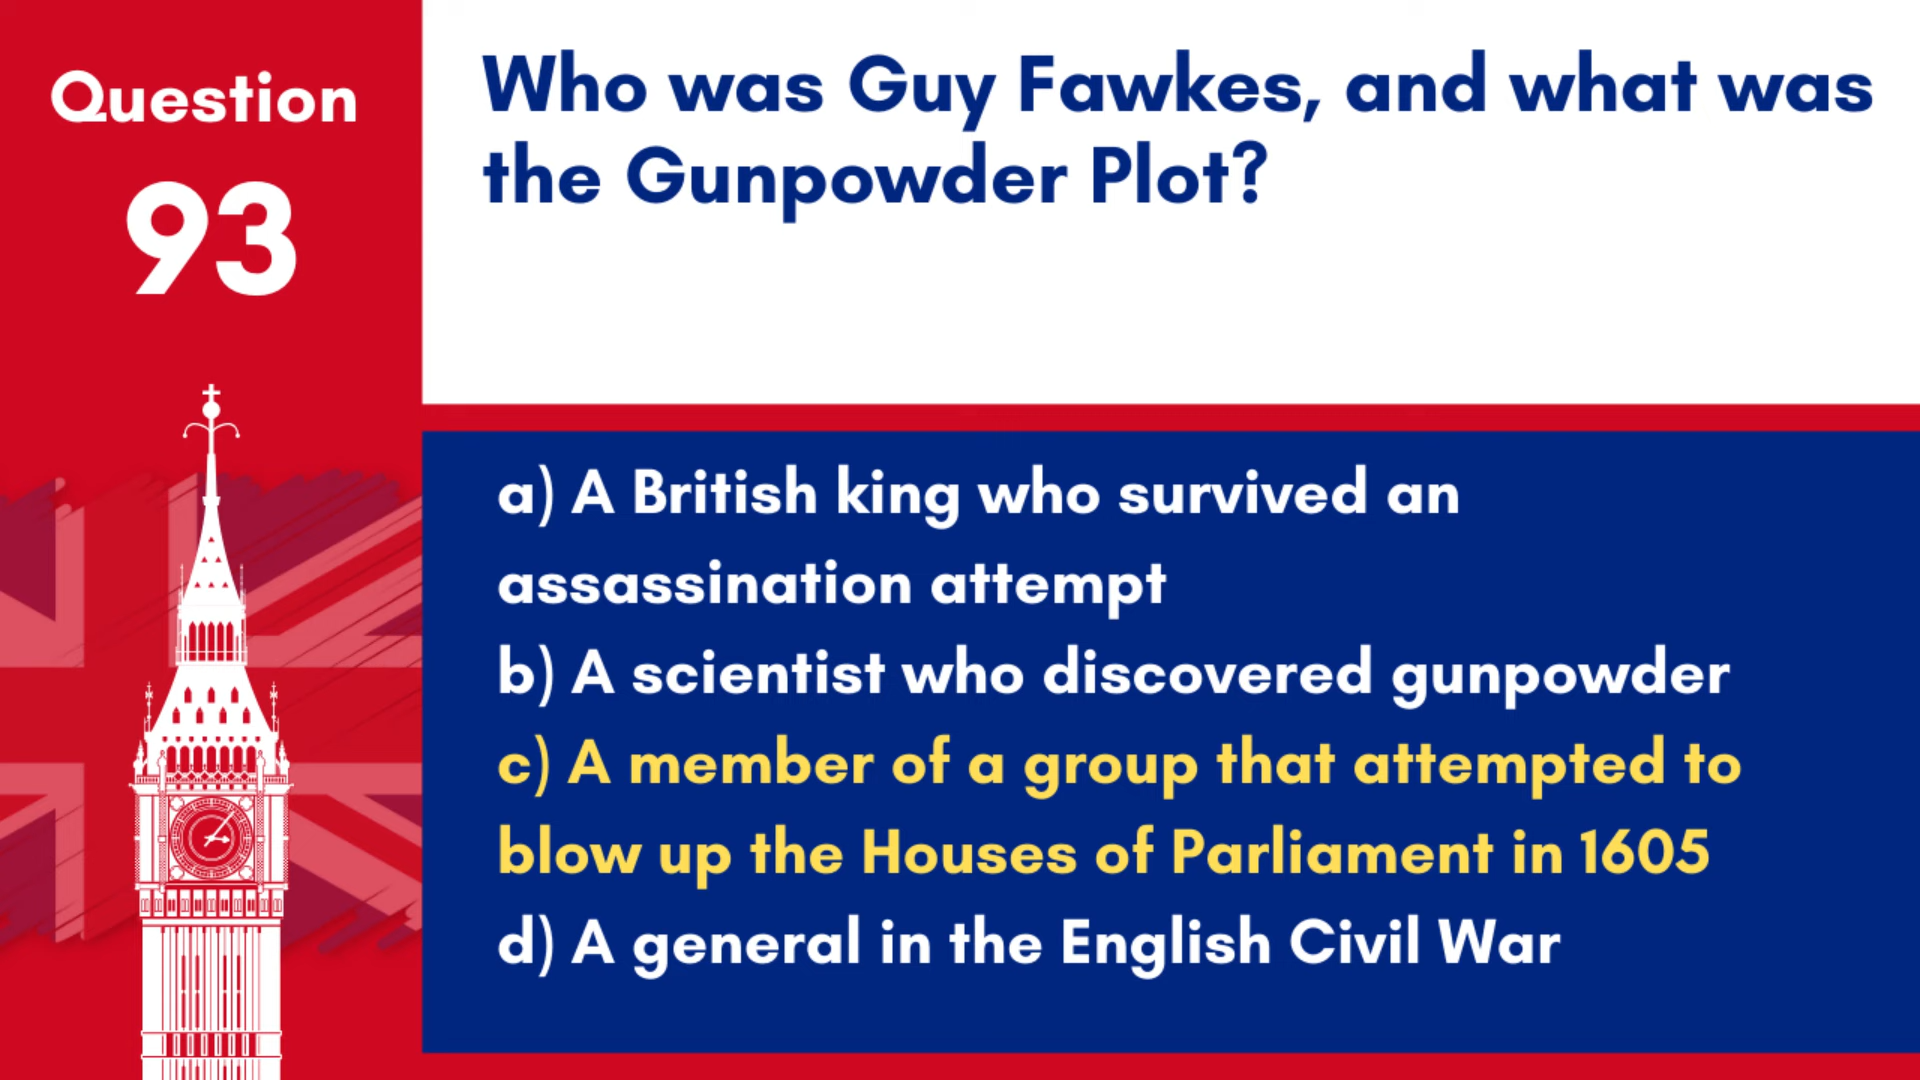 Question
93
Who was Guy Fawkes, and what was
the Gunpowder Plot?
a) A British king who survived an
assassination attempt
b) A scientist who discovered gunpowder
c) A member of a group that attempted to
blow up the Houses of Parliament in 1605
d) A general in the English Civil War